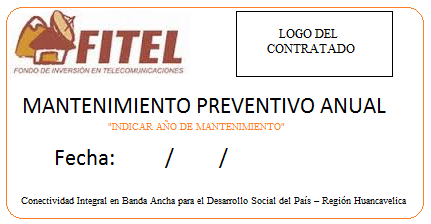 FITEL
FONDO DE INVERSIÓN EN TELECOMUNICACIONES
LOGO DEL
CONTRATADO
MANTENIMIENTO PREVENTIVO ANUAL
"INDICAR AÑO DE MANTENIMIENTO"
Fecha: / /
Conectividad Integral en Banda Ancha para el Desarrollo Social del País – Región Huancavelica